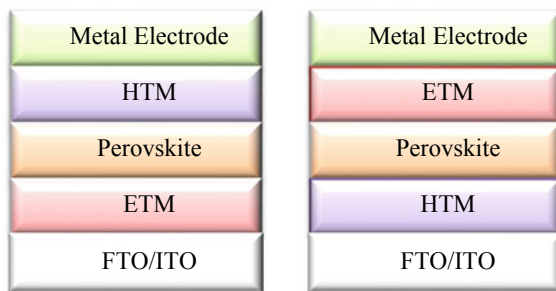 Metal Electrode
HTM
Perovskite
ETM
FTO/ITO
Metal Electrode
ETM
Perovskite
HTM
FTO/ITO